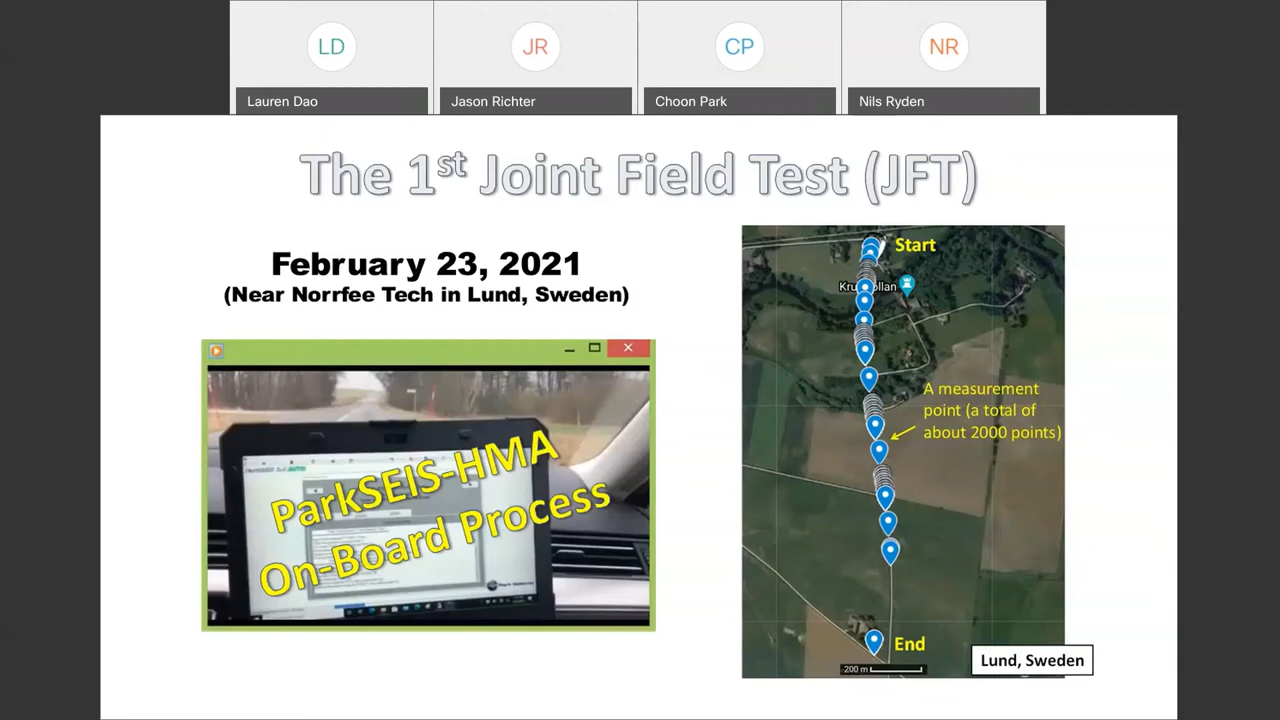 LD
JR
CP
NR
Lauren Dao
Jason Richter
Choon Park
Nils Ryden
The 1st Joint Field Test (JFT)
February 23, 2021
(Near Norrfee Tech in Lund, Sweden)
ParkSEIS-HMA
On-Board Process
Start
A measurement
point (a total of
about 2000 points)
End
200 m
Lund, Sweden